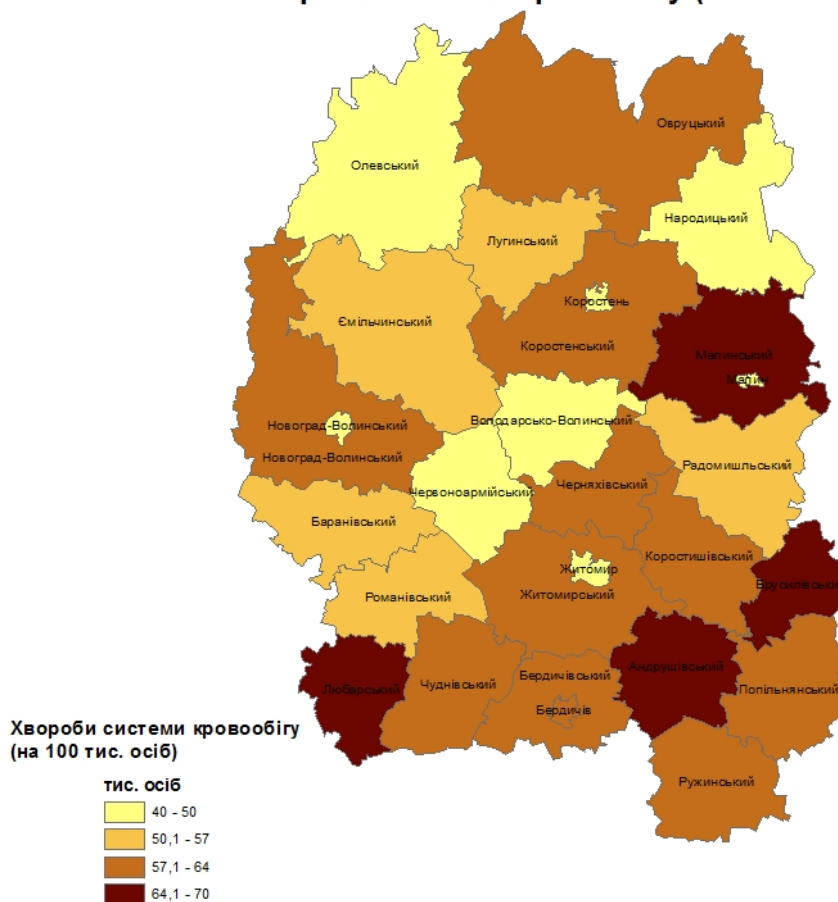 Овруцький
Олевський
Народицький
Лугинський
Коростень
Ємільчинський
Коростенський
Малинський
Малин
Новоград-Волинський
Володарсько-Волинський
Новоград-Волинський
Радомишльський
Черняхівський
Червоноармійський
Баранівський
Коростишівський
Житомир
Брусилівськ
Житомирський
Романівський
Андрушівський
Бердичівський
Любарський
Чуднівський
Попільнянський
Бердичів
Хвороби системи кровообігу
(на 100 тис. осіб)
Ружинський
тис. осіб
40 - 50
50,1 - 57
57,1 - 64
64,1 - 70